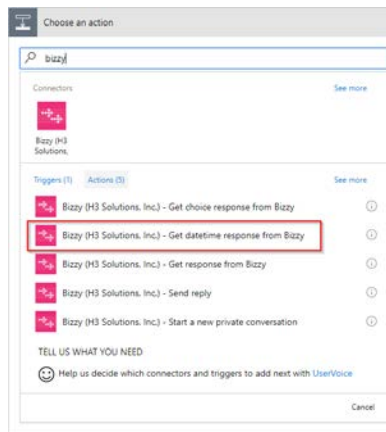 Choose an action
bizzy
Connectors
See more
Bizzy (H3
Solutions,
Triggers (1) Actions (5)
See more
Bizzy (H3 Solutions, Inc.) - Get choice response from Bizzy
Bizzy (H3 Solutions, Inc.) - Get datetime response from Bizzy
Bizzy (H3 Solutions, Inc.) - Get response from Bizzy
Bizzy (H3 Solutions, Inc.) - Send reply
Bizzy (H3 Solutions, Inc.) - Start a new private conversation
TELL US WHAT YOU NEED
Help us decide which connectors and triggers to add next with UserVoice
Cancel